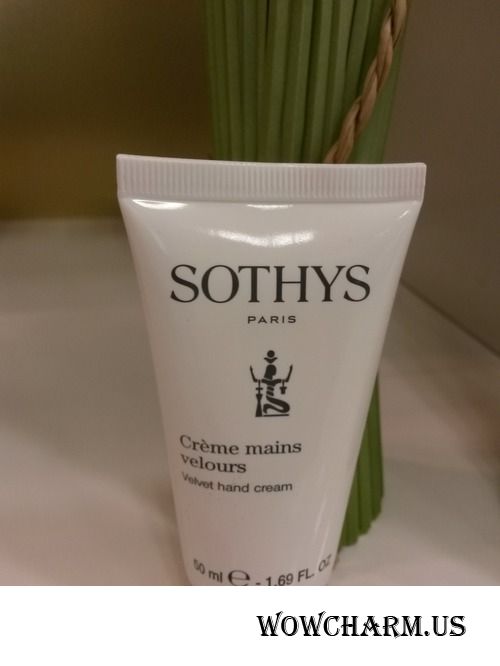 SOTHYS
PARIS
Crème mains
velours
Velvet hand cream
50 ml ℮ - 1.69 FL. OZ
WOWCHARM.US